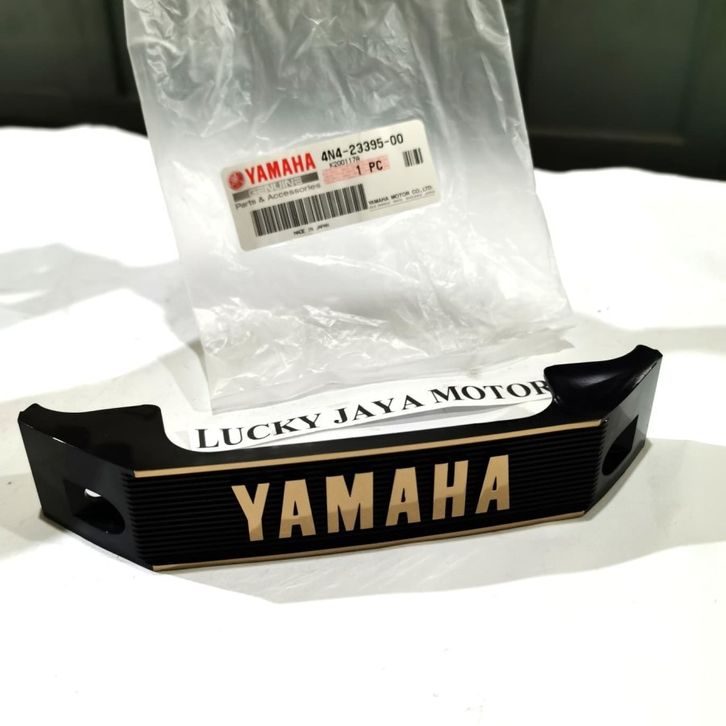 YAMAHA 4N4-23395-00
K200117A
GENUINE 1 PC
Parts & Accessories
YAMAHA MOTOR CO.,LTD.
MADE IN JAPAN
LUCKY JAYA MOTOR
YAMAHA